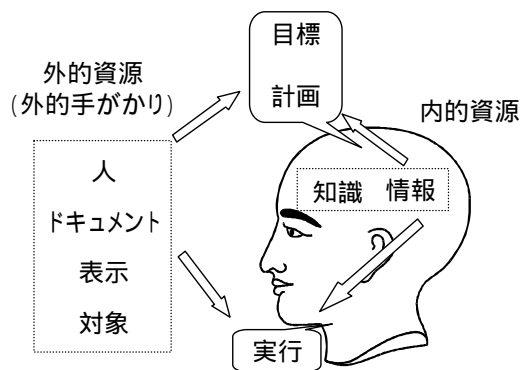 目標
計画
外的資源
(外的手がかり)
内的資源
人
ドキュメント
表示
対象
知識 情報
実行